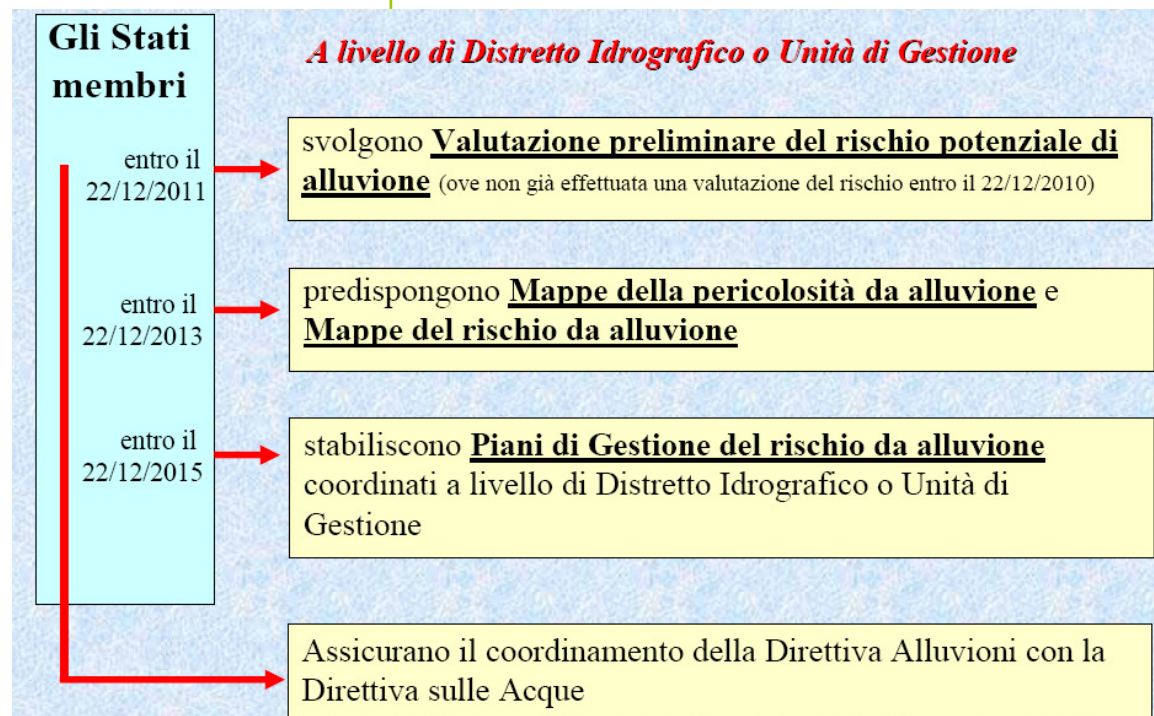 Gli Stati
membri
A livello di Distretto Idrografico o Unità di Gestione
entro il
22/12/2011
svolgono Valutazione preliminare del rischio potenziale di
alluvione (ove non già effettuata una valutazione del rischio entro il 22/12/2010)
entro il
22/12/2013
predispongono Mappe della pericolosità da alluvione e
Mappe del rischio da alluvione
entro il
22/12/2015
stabiliscono Piani di Gestione del rischio da alluvione
coordinati a livello di Distretto Idrografico o Unità di
Gestione
Assicurano il coordinamento della Direttiva Alluvioni con la
Direttiva sulle Acque